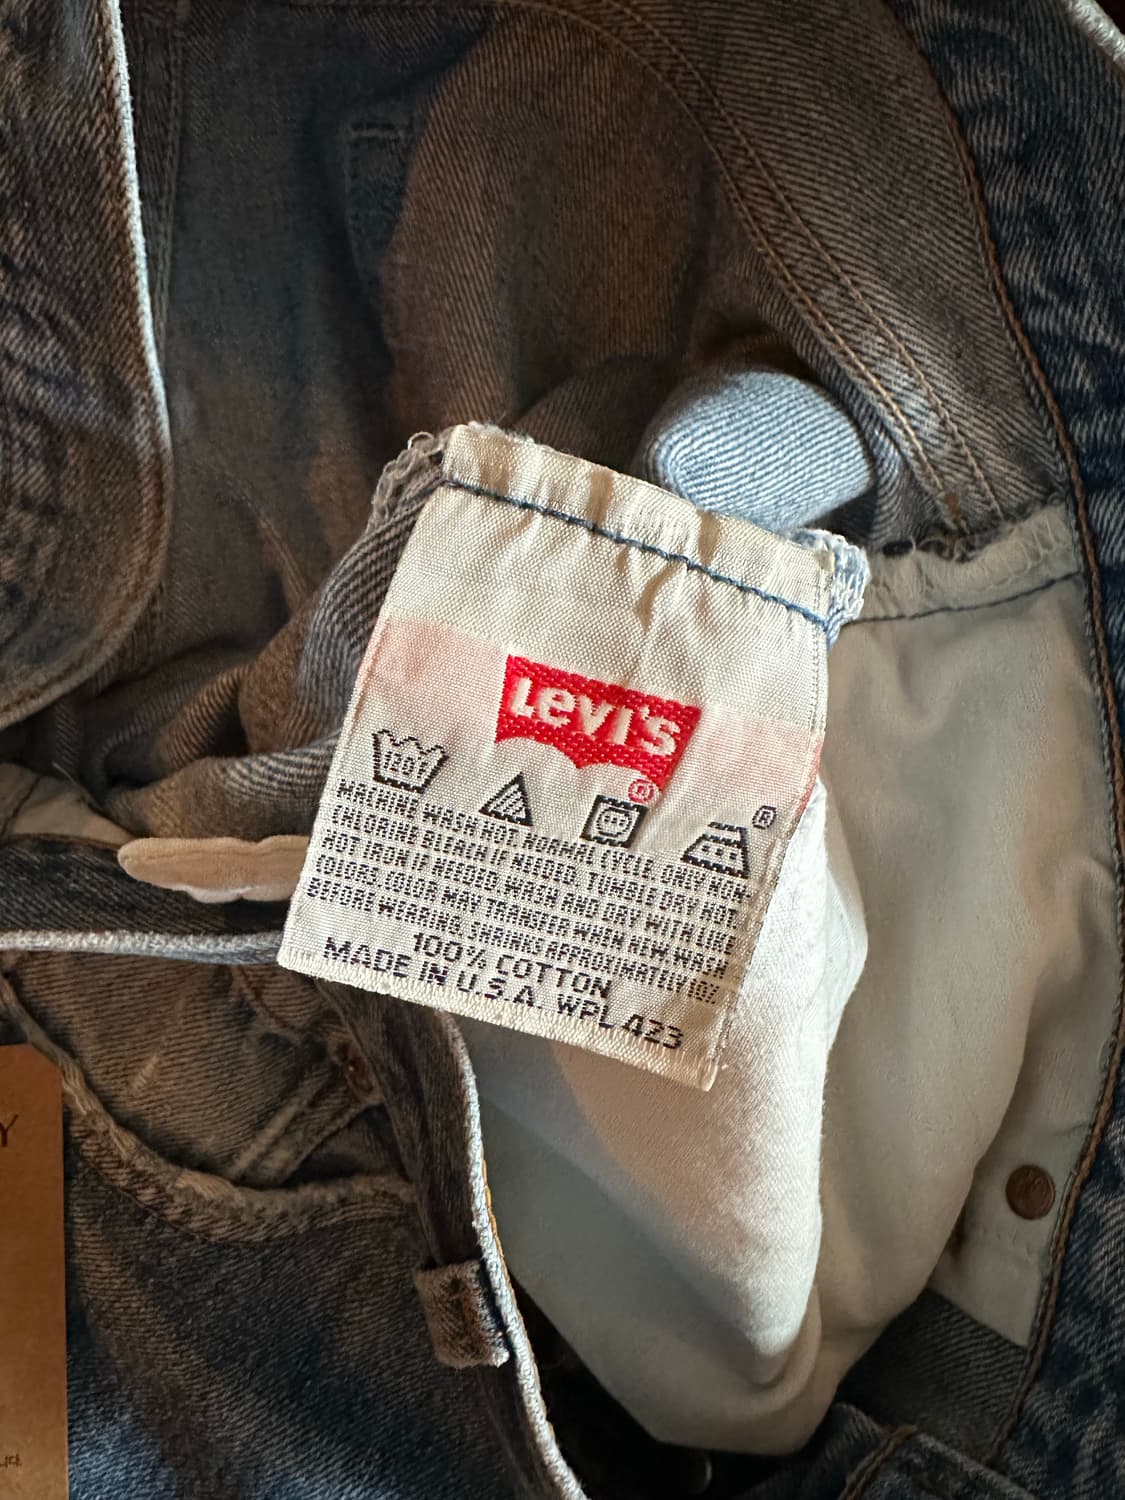 Levi's
®
120°
®
MACHINE WASH HOT, NORMAL CYCLE. ONLY NON
CHLORINE BLEACH IF NEEDED. TUMBLE DRY HOT
HOT IRON IF NEEDED. WASH AND DRY WITH LIKE
COLORS. COLOR MAY TRANSFER WHEN NEW. WASH
BEFORE WEARING. SHRINKS APPROXIMATELY 10%
100% COTTON
MADE IN U.S.A. WPL 423
Y
니다.